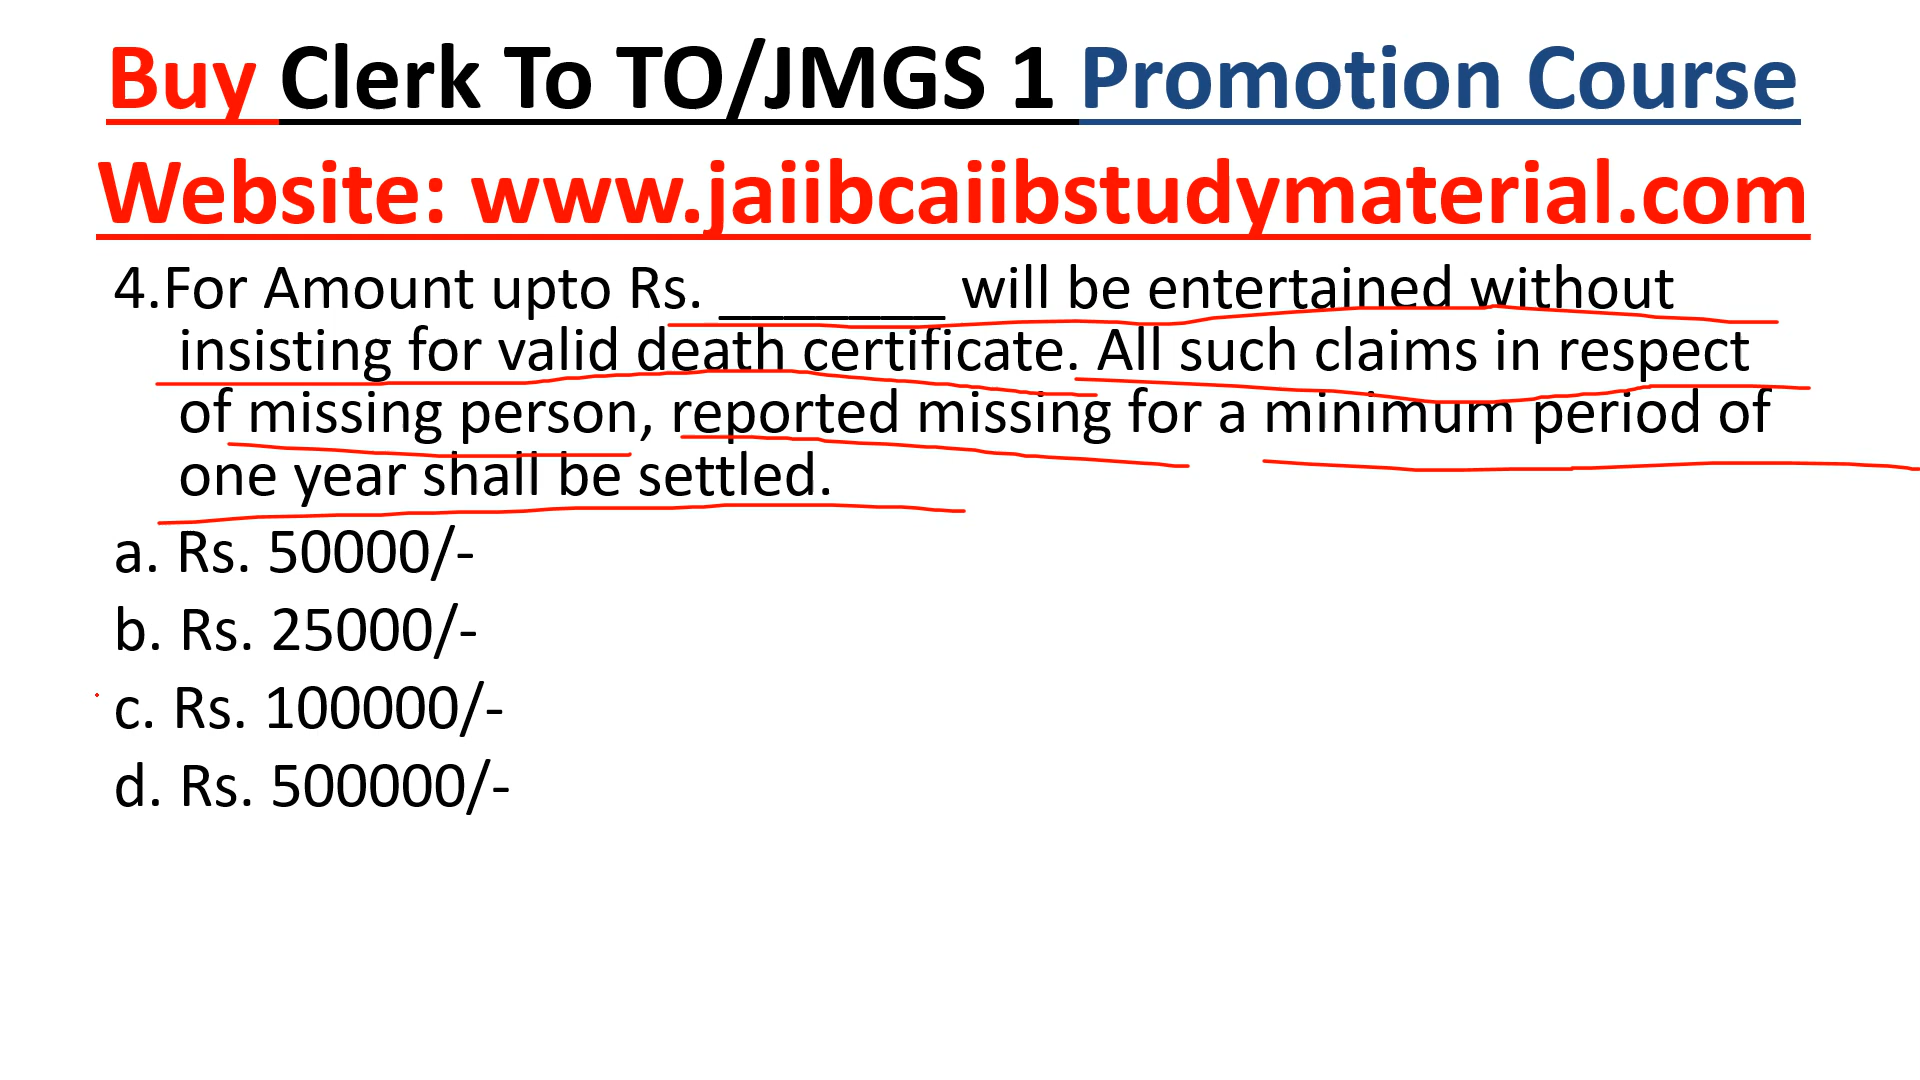 Buy Clerk To TO/JMGS 1 Promotion Course
Website: www.jaiibcaiibstudymaterial.com
4.For Amount upto Rs. _______ will be entertained without
insisting for valid death certificate. All such claims in respect
of missing person, reported missing for a minimum period of
one year shall be settled.
a. Rs. 50000/-
b. Rs. 25000/-
c. Rs. 100000/-
d. Rs. 500000/-